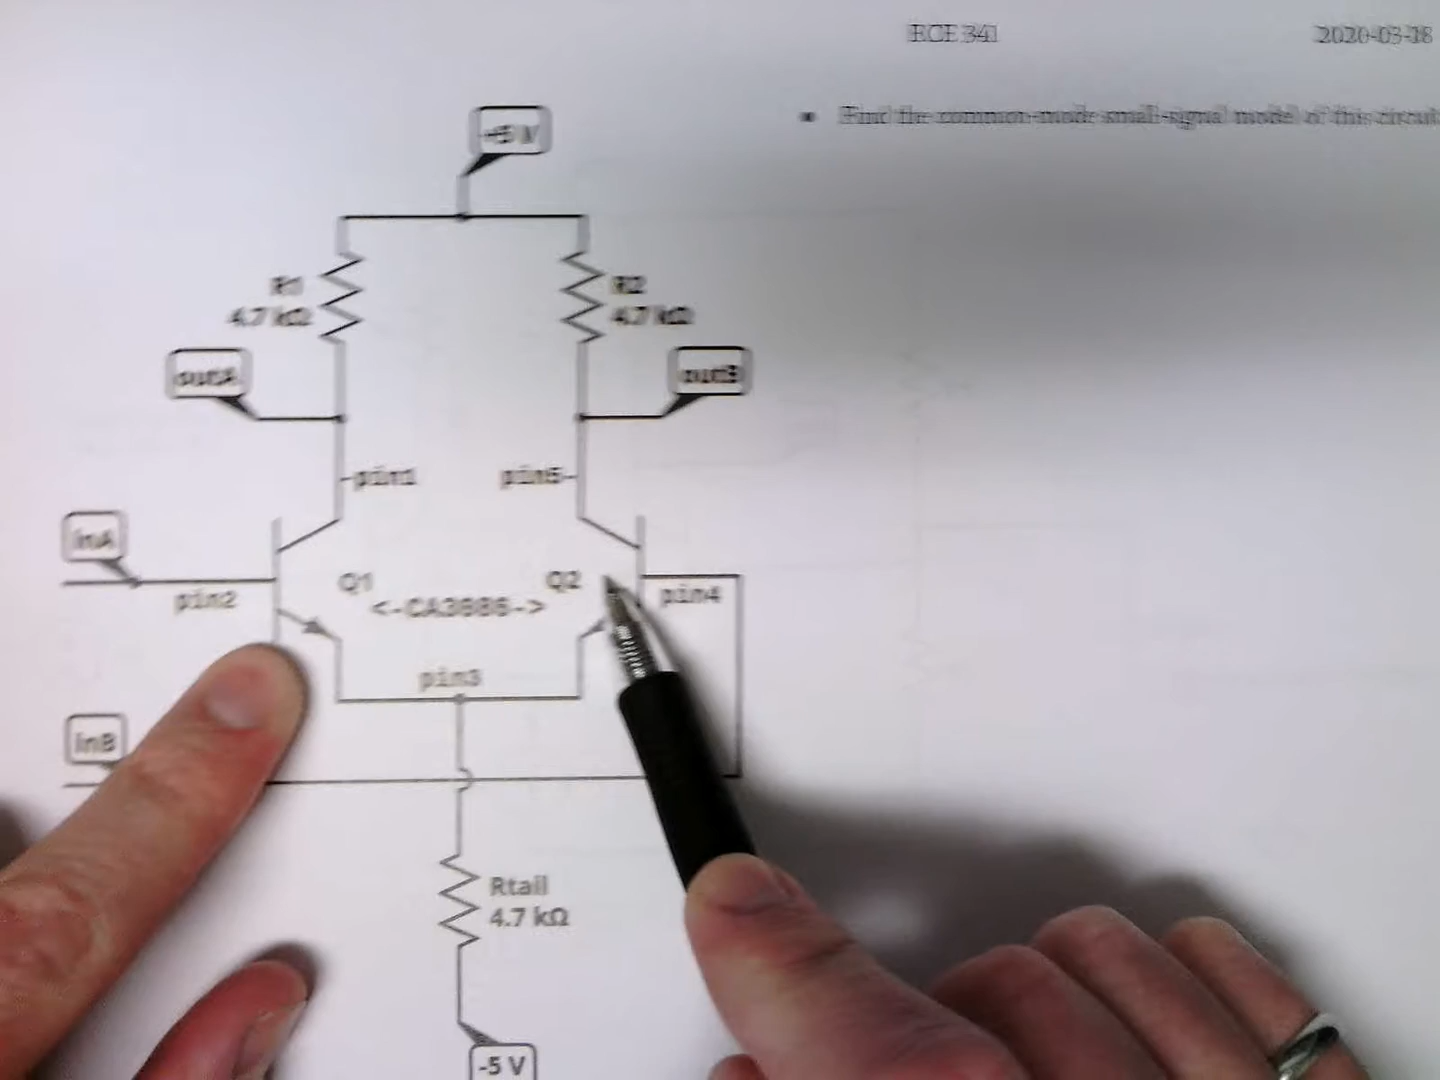 ECE 341
2020-03-18
Find the common-mode small-signal model of this circuit
+5 V
R1
4.7 kΩ
R2
4.7 kΩ
outA
outB
pin1
pin5
inA
pin2
Q1
Q2
<-CA3086->
pin4
pin3
inB
Rtail
4.7 kΩ
-5 V